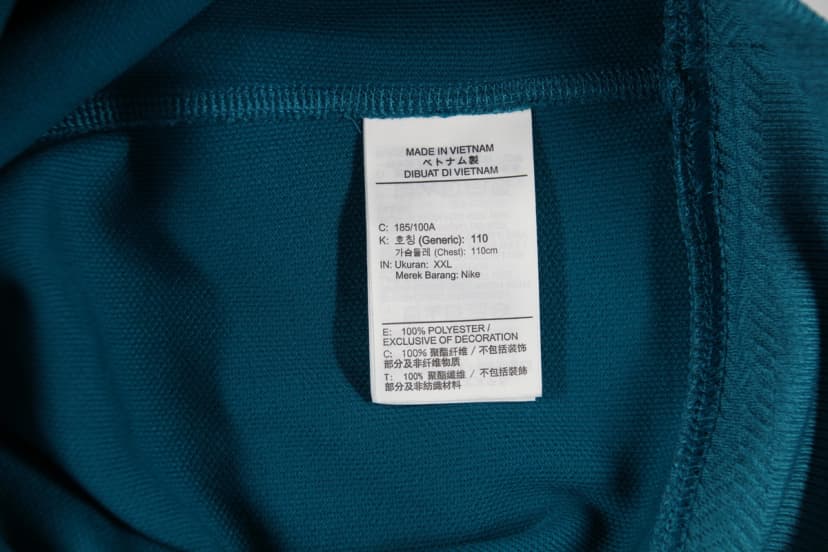 MADE IN VIETNAM
ベトナム製
DIBUAT DI VIETNAM
C: 185/100A
K: 호칭 (Generic): 110
가슴둘레 (Chest): 110cm
IN: Ukuran: XXL
Merek Barang: Nike
E: 100% POLYESTER /
EXCLUSIVE OF DECORATION
C: 100% 聚酯纤维 / 不包括装饰
部分及非纤维物质
T: 100% 聚酯纖維 / 不包括裝飾
部分及非紡織材料